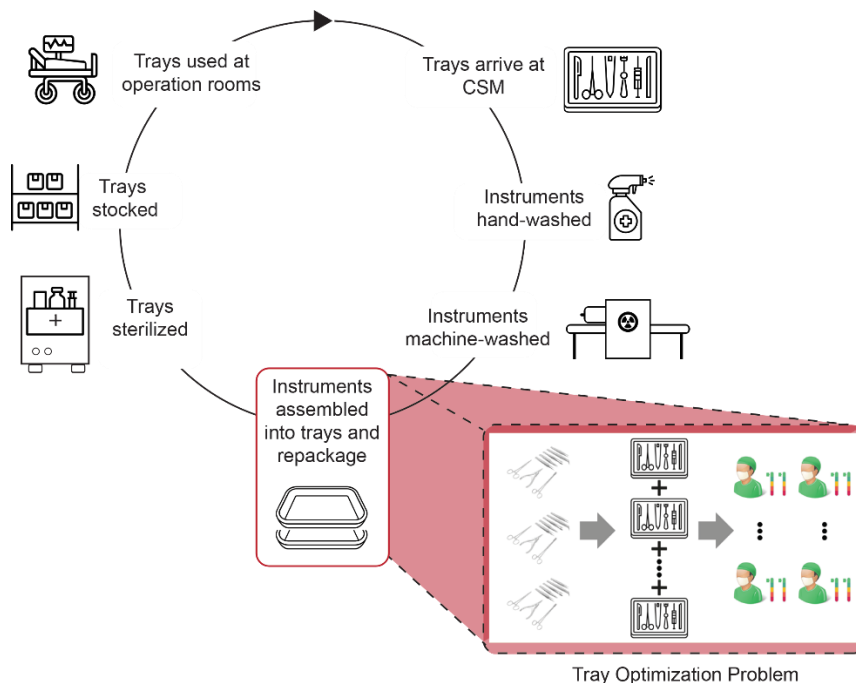 Trays used at
operation rooms
Trays arrive at
CSM
Instruments
hand-washed
Instruments
machine-washed
Instruments
assembled
into trays and
repackage
Trays
sterilized
Trays
stocked
Tray Optimization Problem